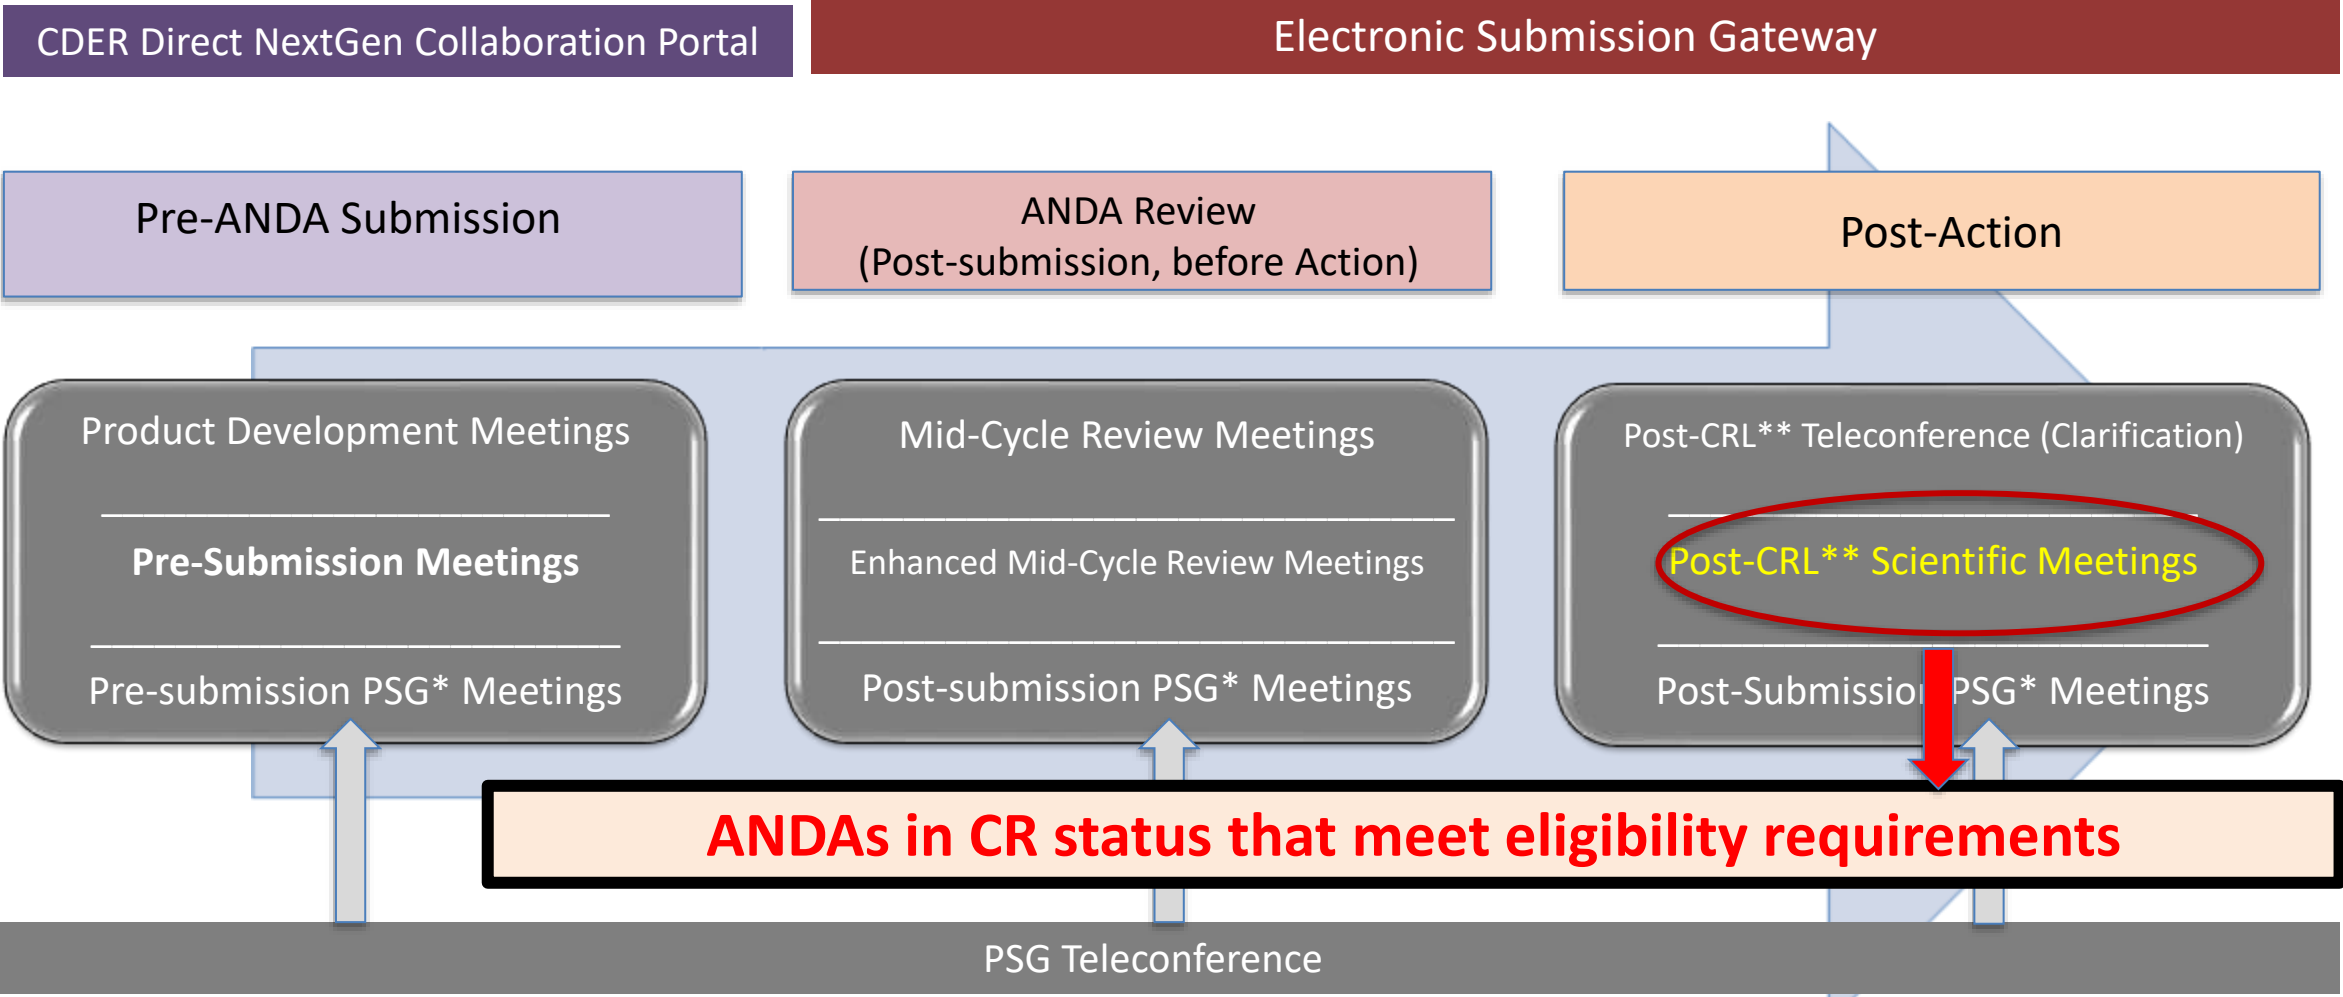 CDER Direct NextGen Collaboration Portal
Electronic Submission Gateway
Pre-ANDA Submission
ANDA Review
(Post-submission, before Action)
Post-Action
Product Development Meetings
Pre-Submission Meetings
Pre-submission PSG* Meetings
Mid-Cycle Review Meetings
Enhanced Mid-Cycle Review Meetings
Post-submission PSG* Meetings
Post-CRL** Teleconference (Clarification)
Post-CRL** Scientific Meetings
Post-Submission PSG* Meetings
ANDAs in CR status that meet eligibility requirements
PSG Teleconference